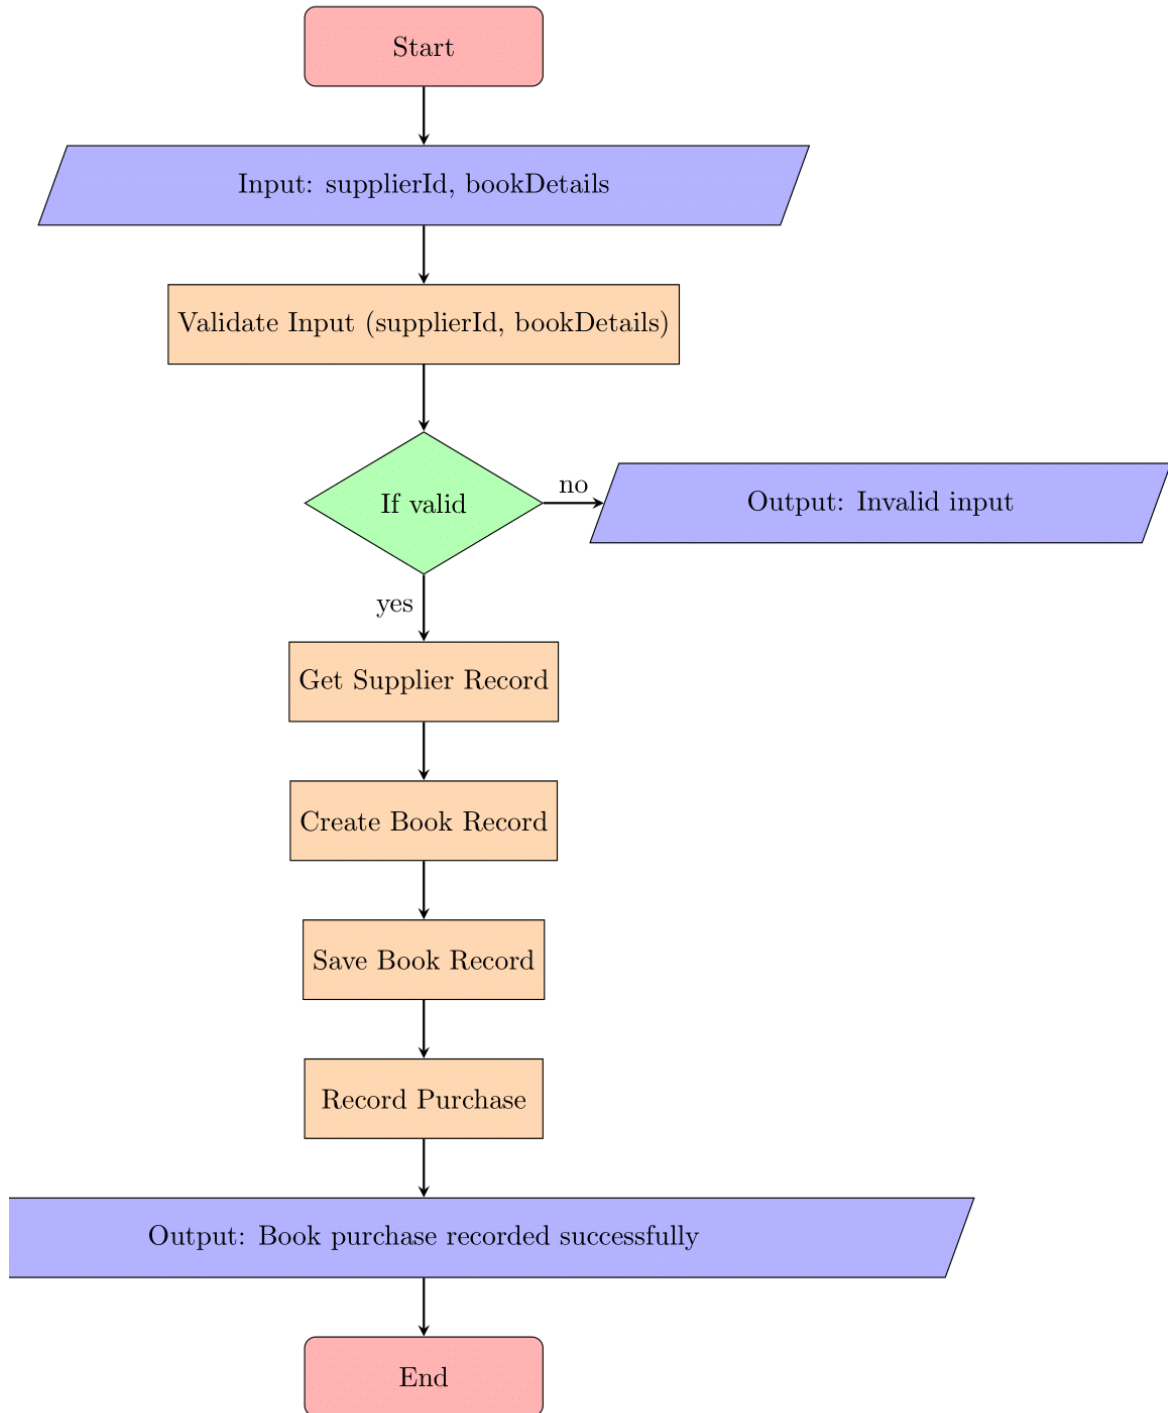 Start
Input: supplierId, bookDetails
Validate Input (supplierId, bookDetails)
If valid
no
Output: Invalid input
yes
Get Supplier Record
Create Book Record
Save Book Record
Record Purchase
Output: Book purchase recorded successfully
End